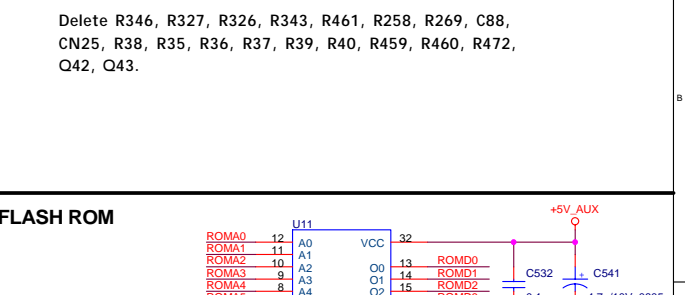 Delete R346, R327, R326, R343, R461, R258, R269, C88,
CN25, R38, R35, R36, R37, R39, R40, R459, R460, R472,
Q42, Q43.
B
FLASH ROM
+5V_AUX
U11
ROMA0 12 A0 VCC 32
ROMA1 11 A1
ROMA2 10 A2 O0 13 ROMD0
ROMA3 9 A3 O1 14 ROMD1 C532 + C541
ROMA4 8 A4 O2 15 ROMD2